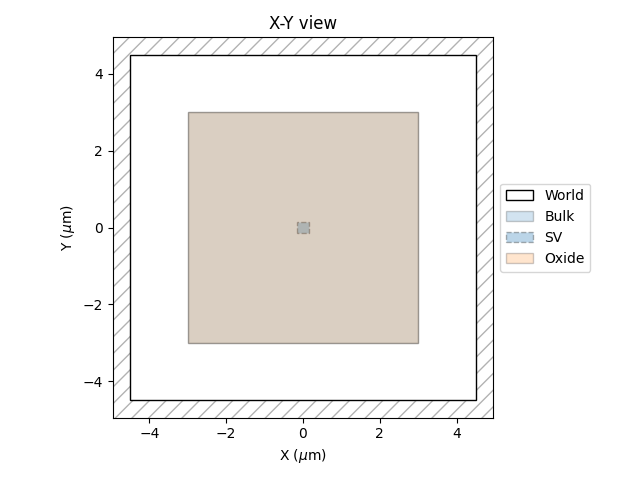 X-Y view
4
2
0
−2
−4
Y (μm)
−4 −2 0 2 4
X (μm)
World
Bulk
SV
Oxide